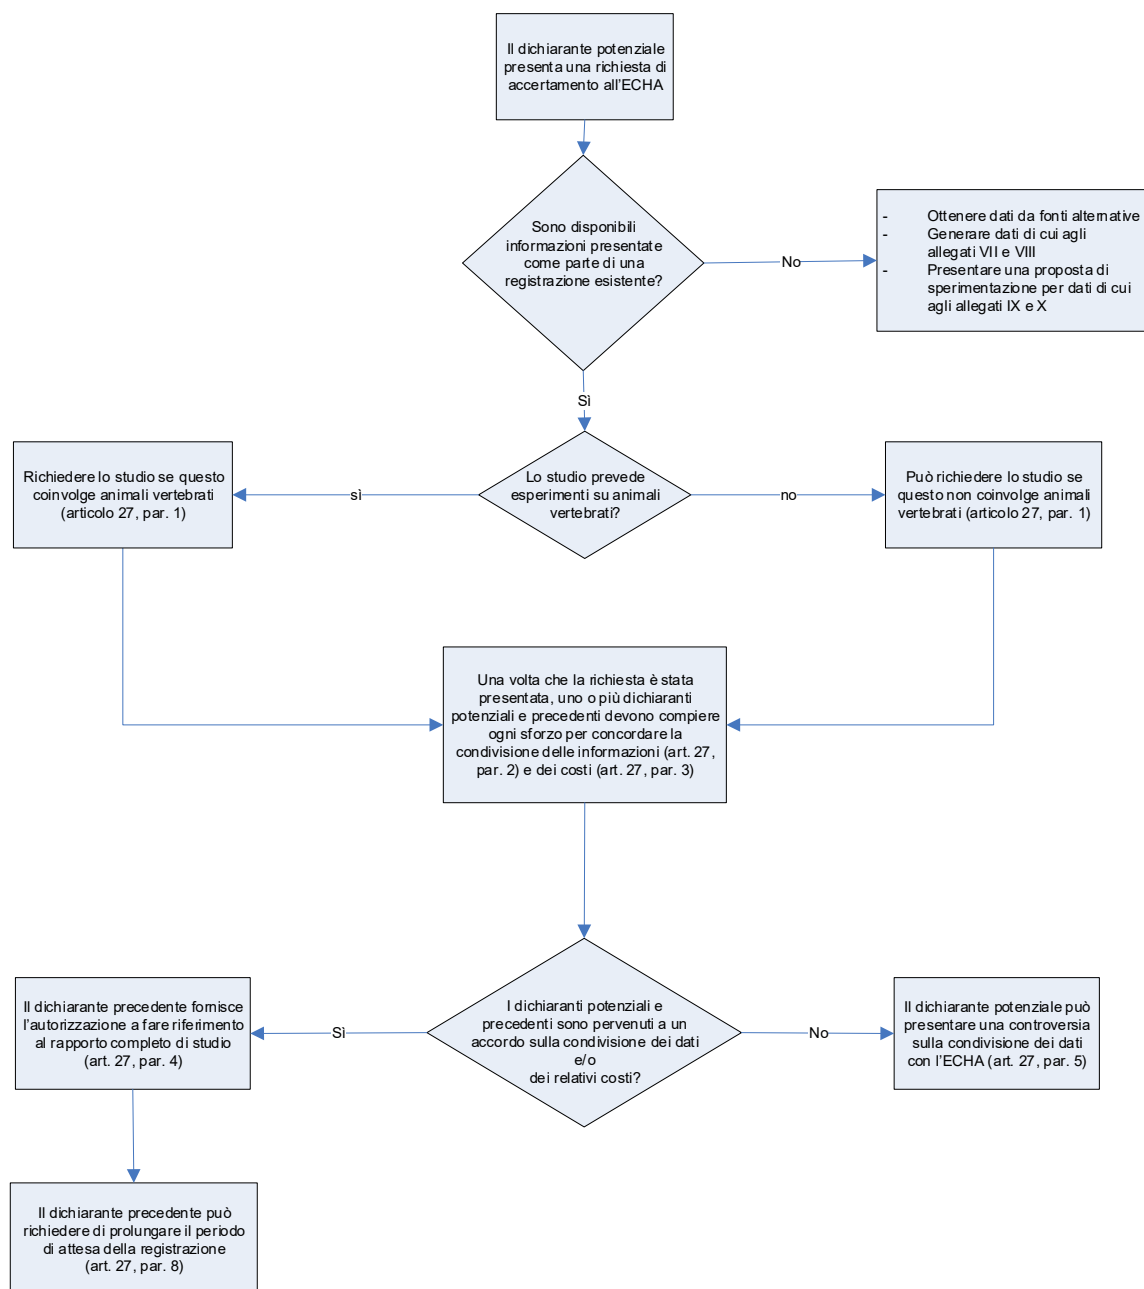 Il dichiarante potenziale
presenta una richiesta di
accertamento all'ECHA
Sono disponibili
informazioni presentate
come parte di una
registrazione esistente?
No
- Ottenere dati da fonti alternative
- Generare dati di cui agli
allegati VII e VIII
- Presentare una proposta di
sperimentazione per dati di cui
agli allegati IX e X
Sì
Richiedere lo studio se questo
coinvolge animali vertebrati
(articolo 27, par. 1)
sì
Lo studio prevede
esperimenti su animali
vertebrati?
no
Può richiedere lo studio se
questo non coinvolge animali
vertebrati (articolo 27, par. 1)
Una volta che la richiesta è stata
presentata, uno o più dichiaranti
potenziali e precedenti devono compiere
ogni sforzo per concordare la
condivisione delle informazioni (art. 27,
par. 2) e dei costi (art. 27, par. 3)
Il dichiarante precedente fornisce
l'autorizzazione a fare riferimento
al rapporto completo di studio
(art. 27, par. 4)
Sì
I dichiaranti potenziali e
precedenti sono pervenuti a un
accordo sulla condivisione dei dati
e/o
dei relativi costi?
No
Il dichiarante potenziale può
presentare una controversia
sulla condivisione dei dati
con l'ECHA (art. 27, par. 5)
Il dichiarante precedente può
richiedere di prolungare il periodo
di attesa della registrazione
(art. 27, par. 8)